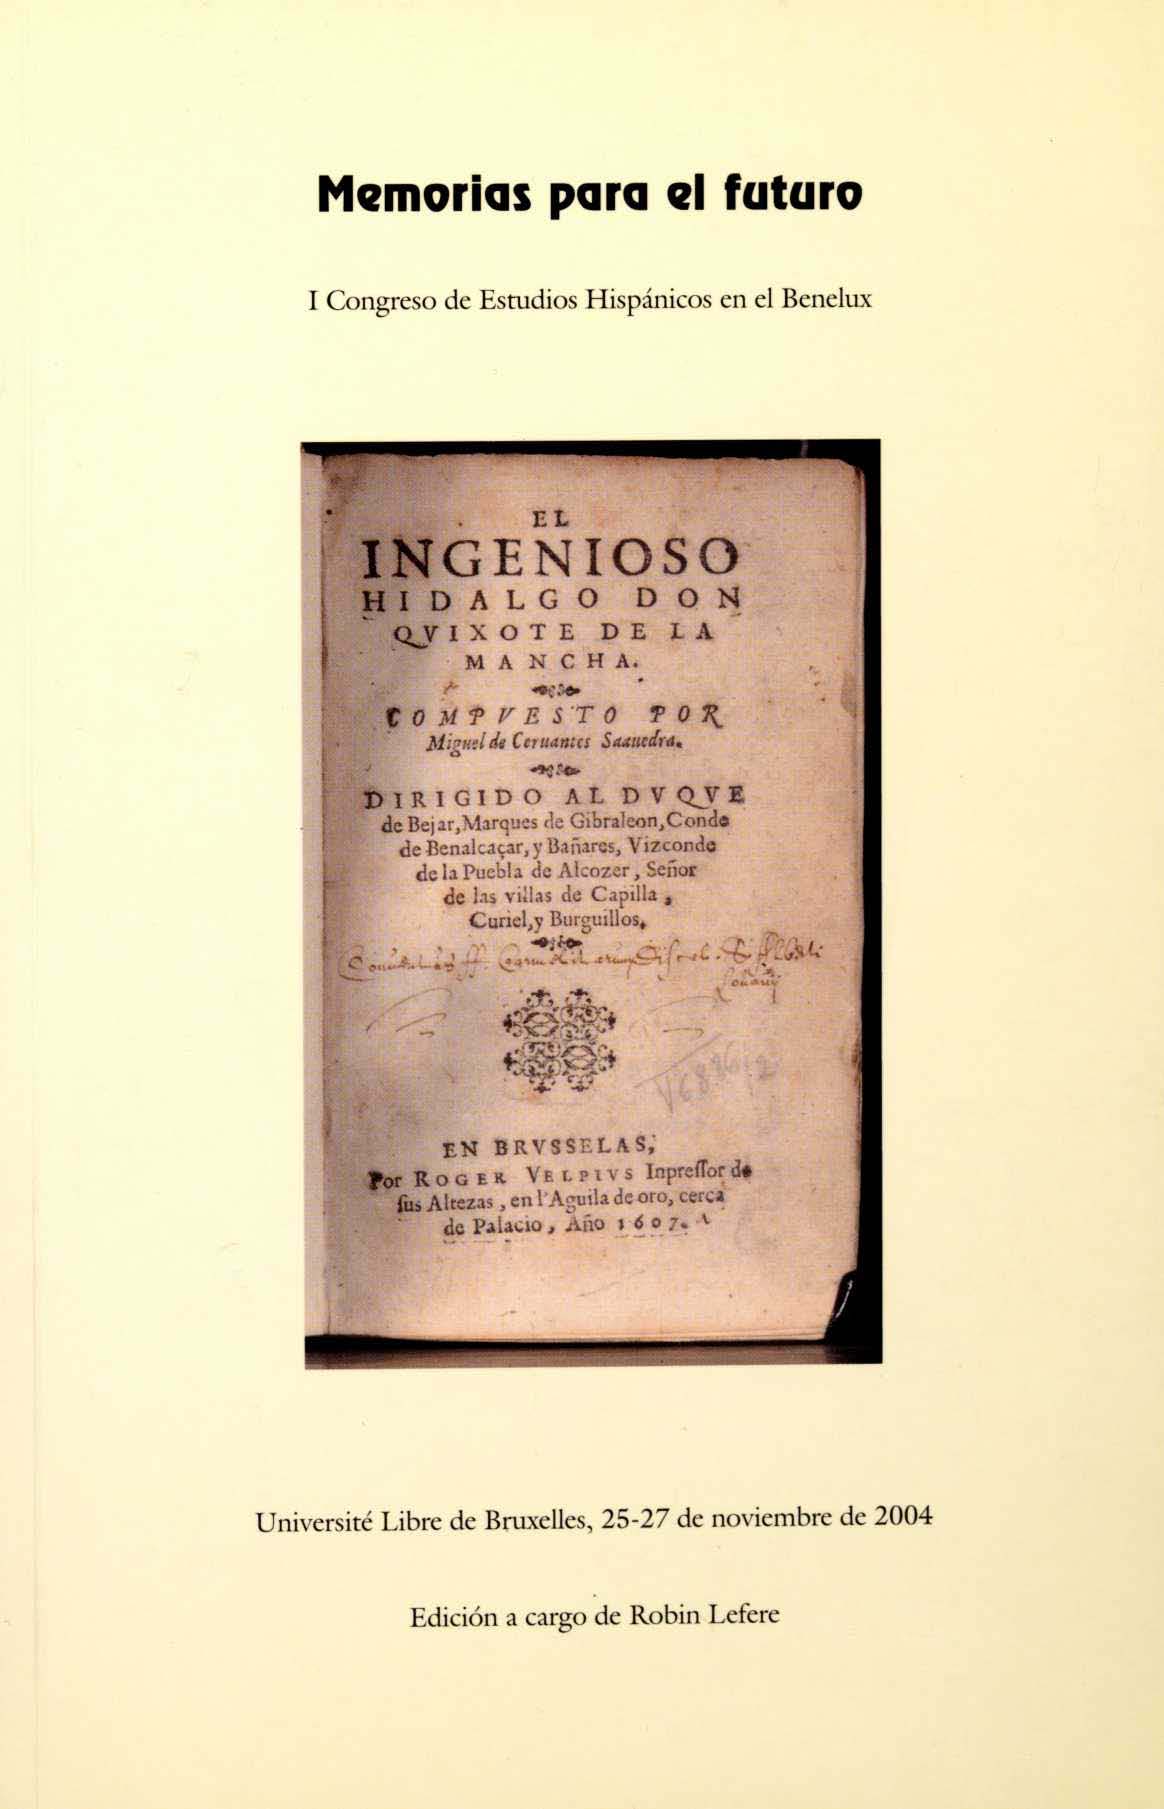 Memorias para el futuro
I Congreso de Estudios Hispánicos en el Benelux
EL
INGENIOSO
HIDALGO DON
QVIXOTE DE LA
MANCHA.
COMPVESTO POR
Miguel de Ceruantes Saauedra.
DIRIGIDO AL DVQVE
de Bejar, Marques de Gibraleon, Conde
de Benalcaçar, y Bañares, Vizconde
de la Puebla de Alcozer, Señor
de las villas de Capilla,
Curiel, y Burguillos.
EN BRVSSELAS,
Por ROGER VELPIVS Inpreſſor de
ſus Altezas, en l'Aguila de oro, cerca
de Palacio, Año 1607.
Université Libre de Bruxelles, 25-27 de noviembre de 2004
Edición a cargo de Robin Lefere